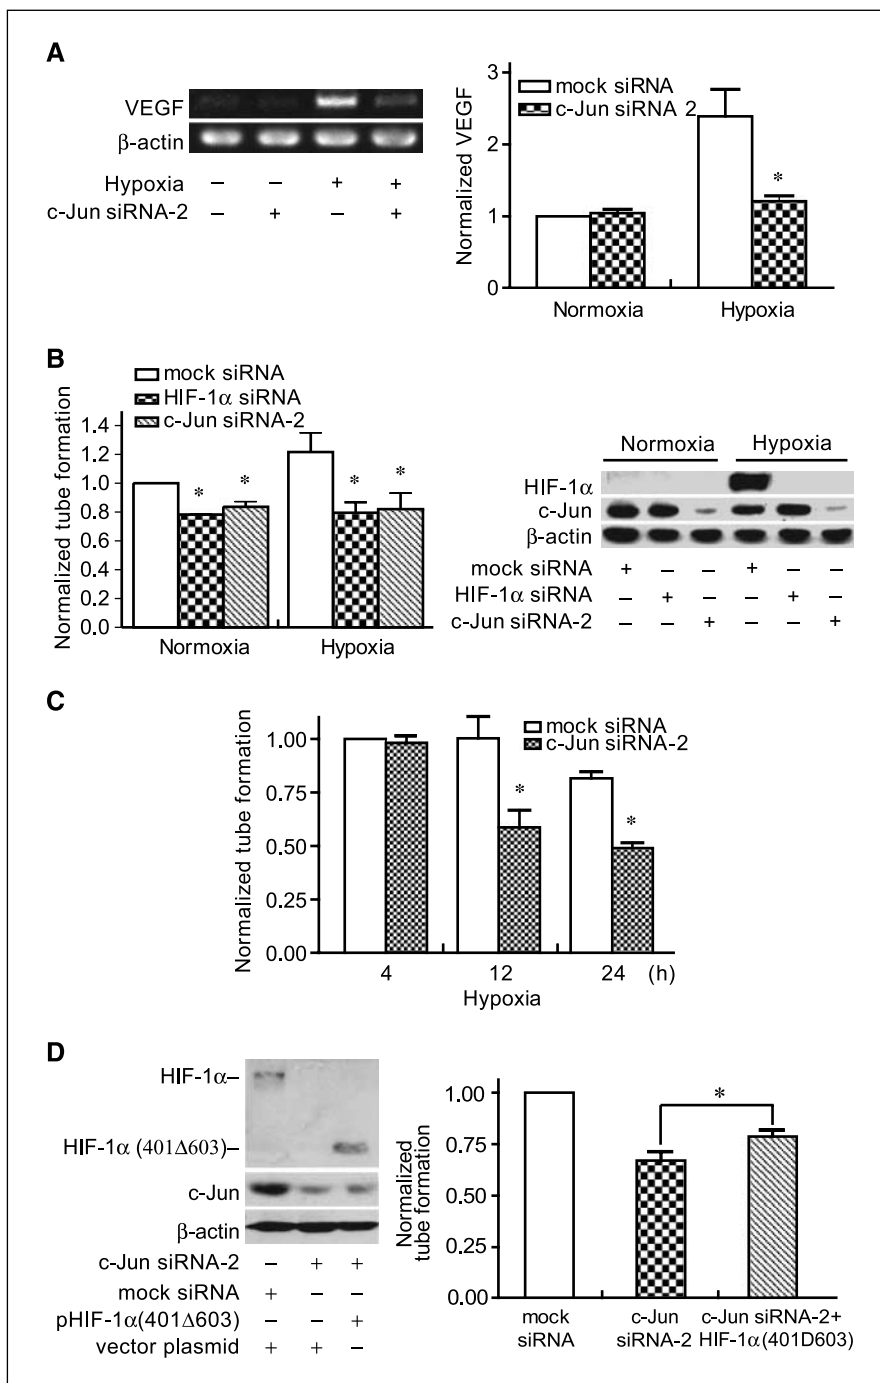 A
VEGF
β-actin
Hypoxia – – + +
c-Jun siRNA-2 – + – +
Normalized VEGF
3
2
1
0
mock siRNA
c-Jun siRNA 2
*
Normoxia Hypoxia
B
mock siRNA
HIF-1α siRNA
c-Jun siRNA-2
Normalized tube formation
1.4
1.2
1.0
0.8
0.6
0.4
0.2
0.0
* * * *
Normoxia Hypoxia
Normoxia Hypoxia
HIF-1α
c-Jun
β-actin
mock siRNA + – – + – –
HIF-1α siRNA – + – – + –
c-Jun siRNA-2 – – + – – +
C
Normalized tube formation
1.00
0.75
0.50
0.25
0.00
mock siRNA
c-Jun siRNA-2
* *
4 12 24 (h)
Hypoxia
D
HIF-1α–
HIF-1α (401Δ603)–
c-Jun
β-actin
c-Jun siRNA-2 – + +
mock siRNA + – –
pHIF-1α(401Δ603) – – +
vector plasmid + + –
Normalized
tube formation
1.00
0.75
0.50
0.25
0.00
*
mock
siRNA
c-Jun
siRNA-2
c-Jun siRNA-2+
HIF-1α(401D603)